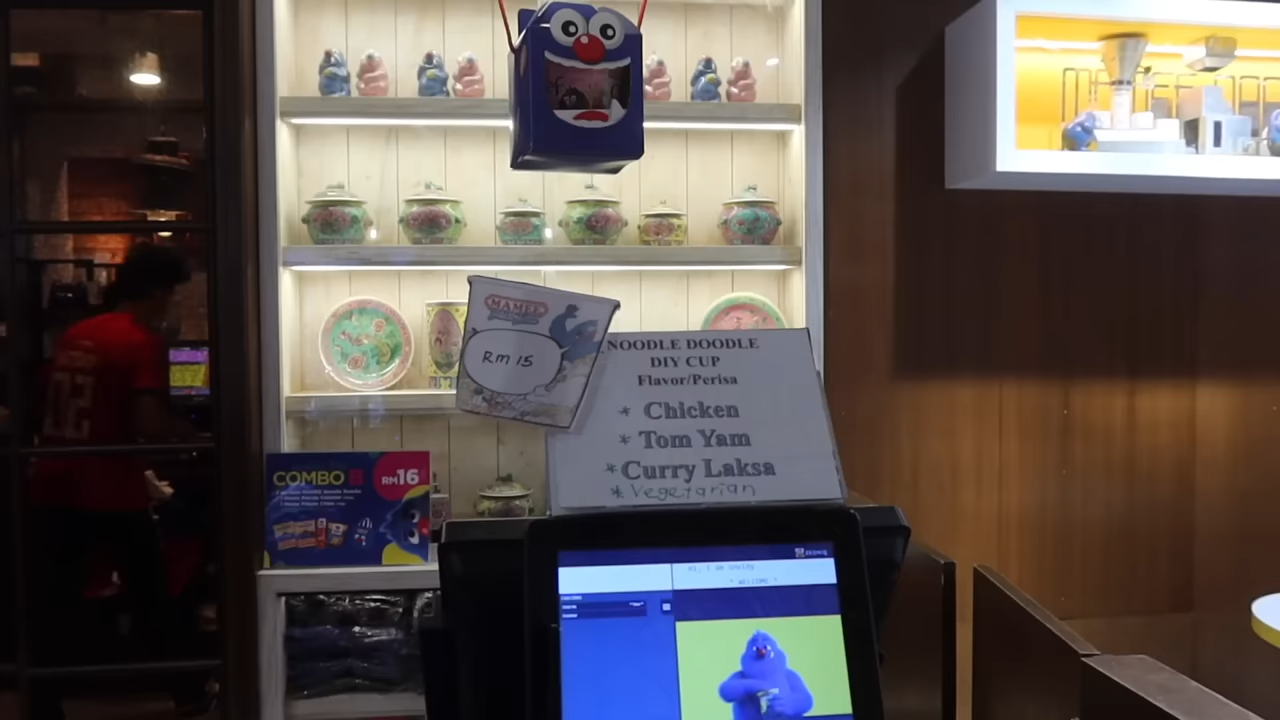 MAMEE
Rm 15
NOODLE DOODLE
DIY CUP
Flavor/Perisa
* Chicken
* Tom Yam
* Curry Laksa
* Vegetarian
COMBO B RM16
02
Hi, I am
* WELCOME *